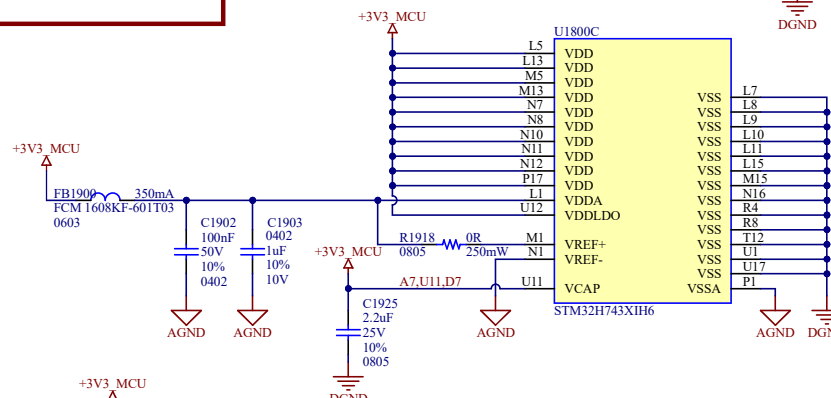 DGND
+3V3_MCU
U1800C
L5 VDD
L13 VDD
M5 VDD
M13 VDD VSS L7
N7 VDD VSS L8
N8 VDD VSS L9
N10 VDD VSS L10
N11 VDD VSS L11
N12 VDD VSS L15
P17 VDD VSS M15
L1 VDDA VSS N16
U12 VDDLDO VSS R4
VSS R8
M1 VREF+ VSS T12
N1 VREF- VSS U1
VSS U17
U11 VCAP VSSA P1
STM32H743XIH6
+3V3_MCU
FB1900 350mA
FCM 1608KF-601T03
0603
C1902
100nF
50V
10%
0402
C1903
0402
1uF
10%
10V
R1918 0R
0805 250mW
+3V3_MCU
A7,U11,D7
C1925
2.2uF
25V
10%
0805
AGND
AGND
AGND
AGND
DGN
DGND
+3V3_MCU